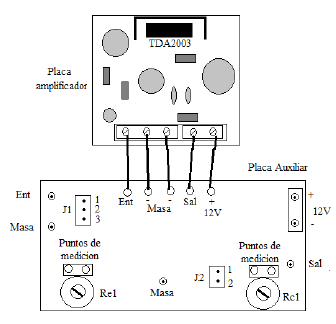 TDA2003
Placa
amplificador
Placa Auxiliar
Ent
Masa
J1
1
2
3
Ent
-
-
Masa
Sal
+
12V
+
12V
-
Puntos de
medicion
Re1
Masa
J2
1
2
Puntos de
medicion
Rc1
Sal